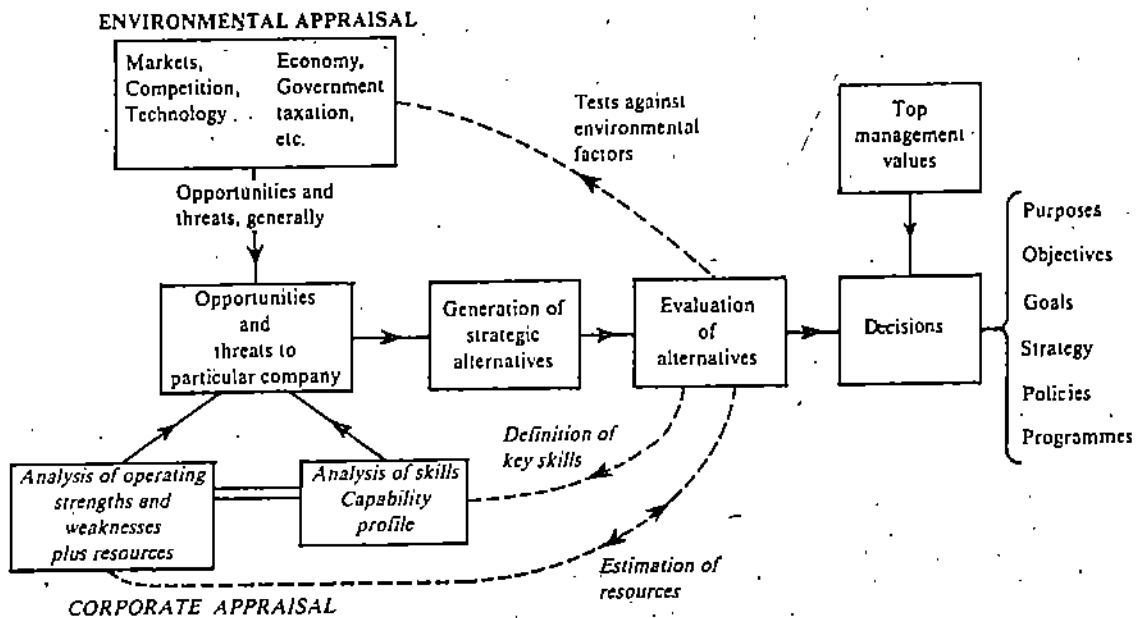 ENVIRONMENTAL APPRAISAL
Markets,
Competition,
Technology
Economy,
Government
taxation,
etc.
Tests against
environmental
factors
Top
management
values
Opportunities and
threats, generally
Purposes
Objectives
Goals
Strategy
Policies
Programmes
Opportunities
and
threats to
particular company
Generation of
strategic
alternatives
Evaluation
of
alternatives
Decisions
Definition of
key skills
Analysis of operating
strengths and
weaknesses
plus resources
Analysis of skills
Capability
profile
Estimation of
resources
CORPORATE APPRAISAL